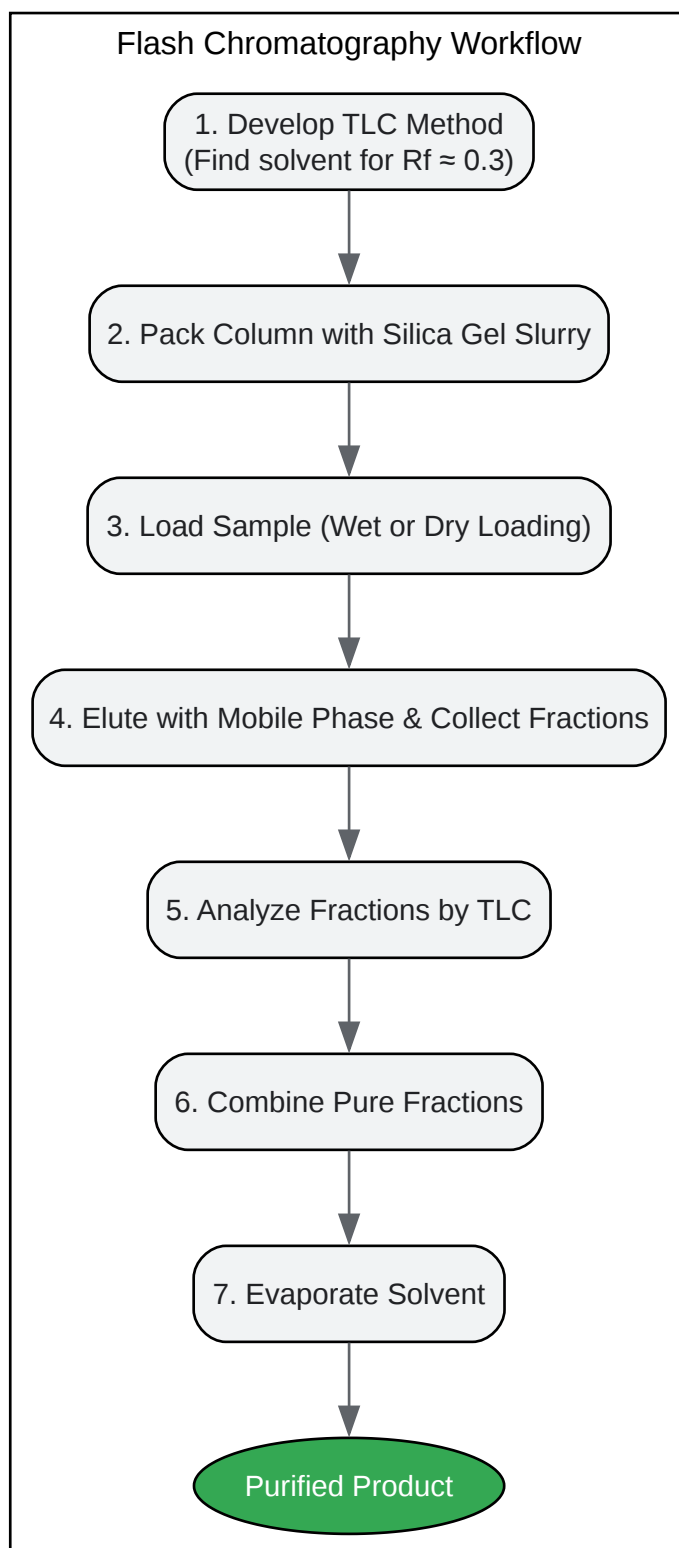 Flash Chromatography Workflow
1. Develop TLC Method
(Find solvent for Rf ≈ 0.3)
2. Pack Column with Silica Gel Slurry
3. Load Sample (Wet or Dry Loading)
4. Elute with Mobile Phase & Collect Fractions
5. Analyze Fractions by TLC
6. Combine Pure Fractions
7. Evaporate Solvent
Purified Product